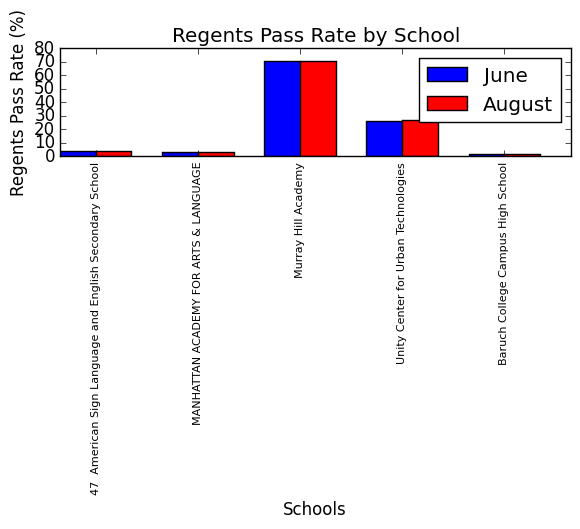 Regents Pass Rate by School
Regents Pass Rate (%)
80
70
60
50
40
30
20
10
0
June
August
47 American Sign Language and English Secondary School
MANHATTAN ACADEMY FOR ARTS & LANGUAGE
Murray Hill Academy
Unity Center for Urban Technologies
Baruch College Campus High School
Schools